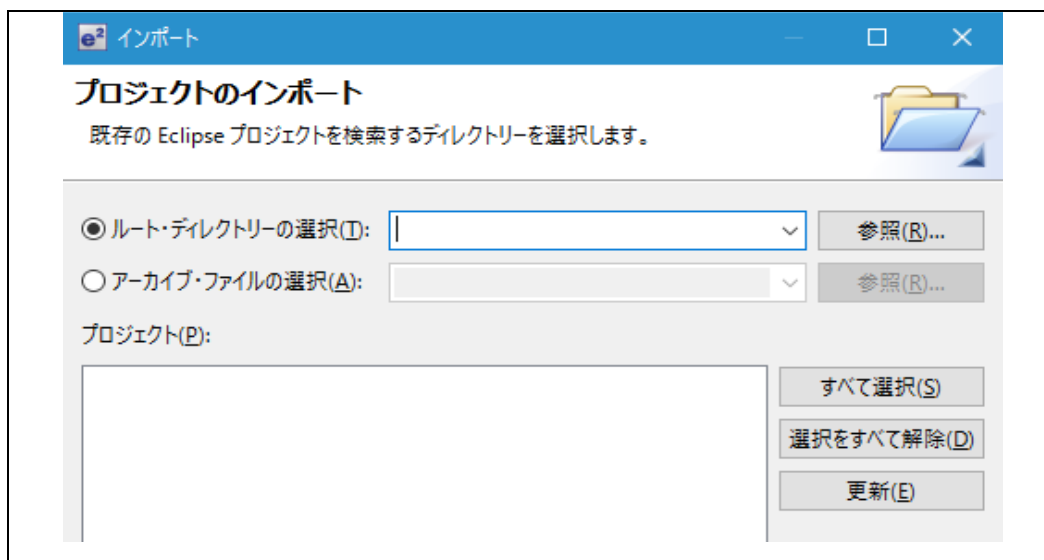 e² インポート
プロジェクトのインポート
既存の Eclipse プロジェクトを検索するディレクトリーを選択します。
ルート・ディレクトリーの選択(T): 参照(R)...
アーカイブ・ファイルの選択(A): 参照(R)...
プロジェクト(P):
すべて選択(S)
選択をすべて解除(D)
更新(E)